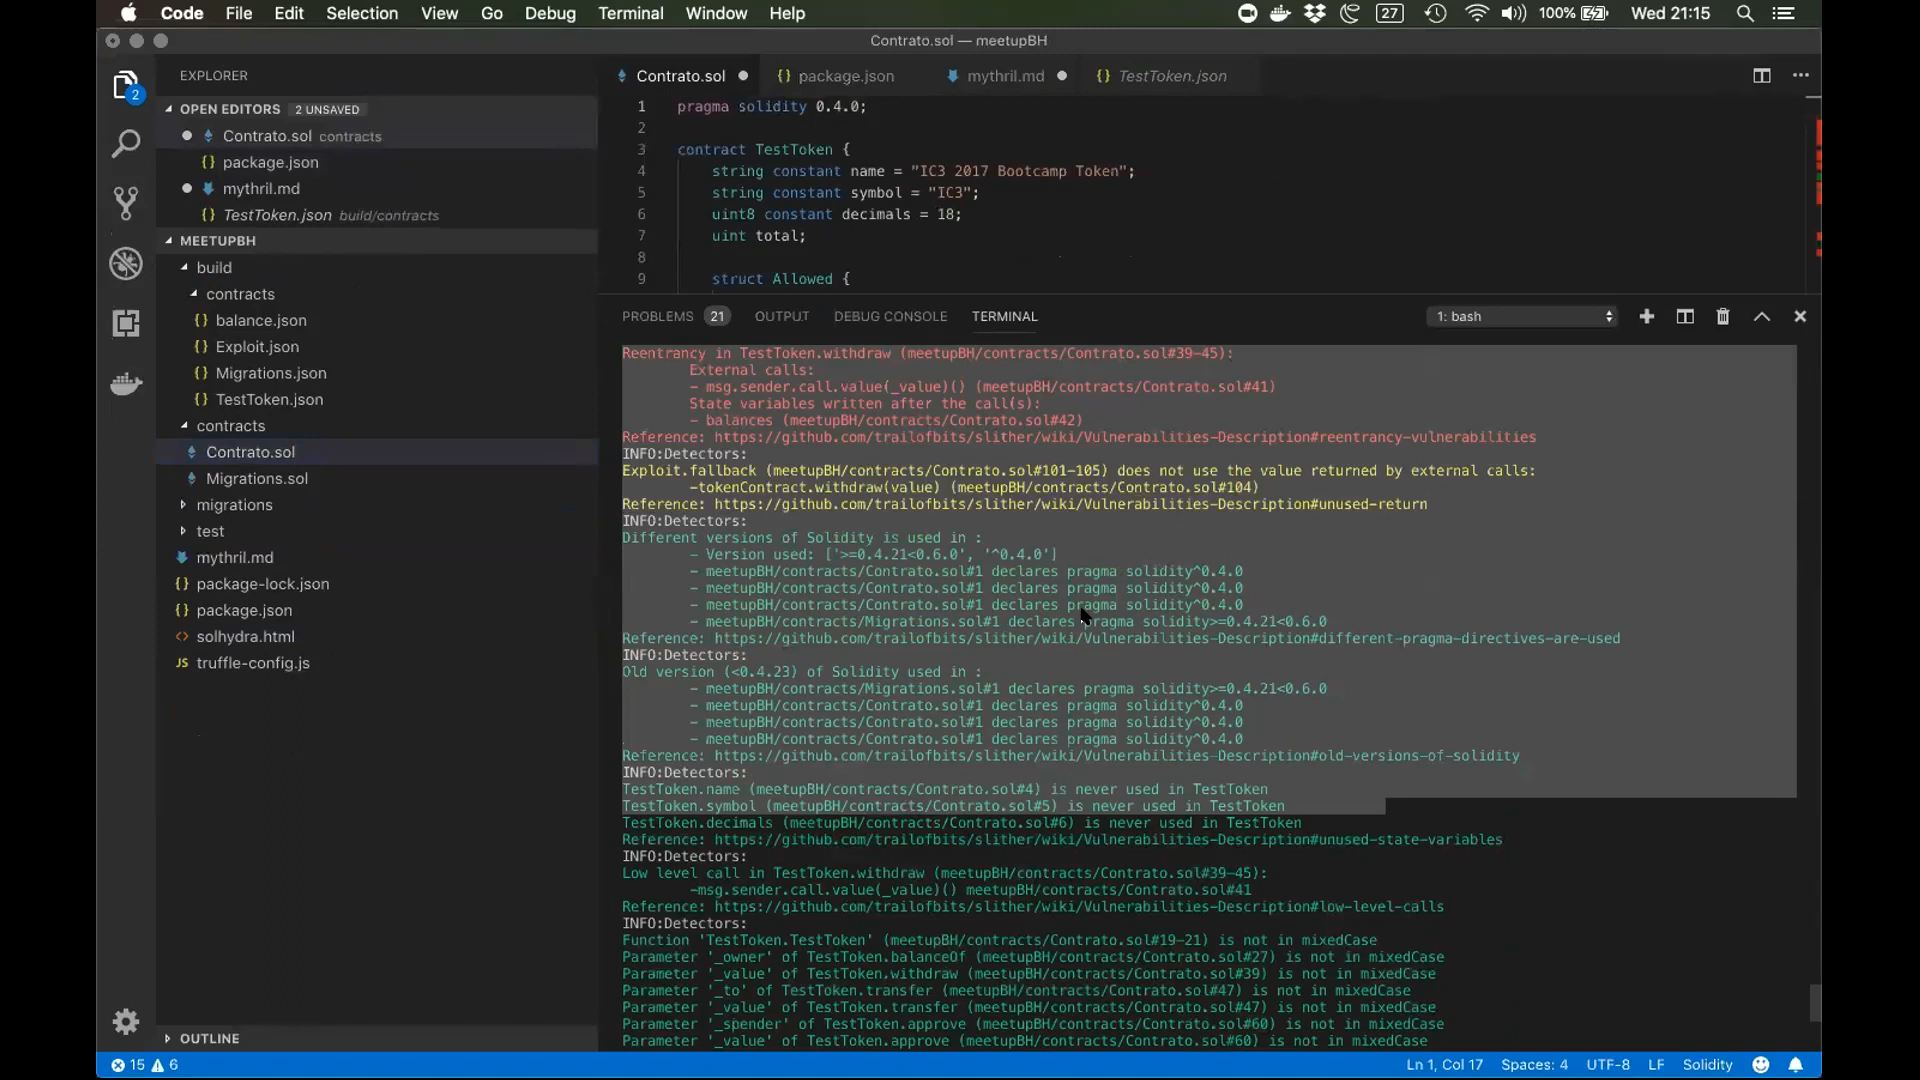 Code File Edit Selection View Go Debug Terminal Window Help 27 100% Wed 21:15
Contrato.sol — meetupBH
EXPLORER
OPEN EDITORS 2 UNSAVED
Contrato.sol contracts
package.json
mythril.md
TestToken.json build/contracts
MEETUPBH
build
contracts
balance.json
Exploit.json
Migrations.json
TestToken.json
contracts
Contrato.sol
Migrations.sol
migrations
test
mythril.md
package-lock.json
package.json
solhydra.html
JS truffle-config.js
OUTLINE
2
Contrato.sol package.json mythril.md TestToken.json
1 pragma solidity 0.4.0;
2
3 contract TestToken {
4 string constant name = "IC3 2017 Bootcamp Token";
5 string constant symbol = "IC3";
6 uint8 constant decimals = 18;
7 uint total;
8
9 struct Allowed {
PROBLEMS 21 OUTPUT DEBUG CONSOLE TERMINAL 1: bash
Reentrancy in TestToken.withdraw (meetupBH/contracts/Contrato.sol#39-45):
External calls:
- msg.sender.call.value(_value)() (meetupBH/contracts/Contrato.sol#41)
State variables written after the call(s):
- balances (meetupBH/contracts/Contrato.sol#42)
Reference: https://github.com/trailofbits/slither/wiki/Vulnerabilities-Description#reentrancy-vulnerabilities
INFO:Detectors:
Exploit.fallback (meetupBH/contracts/Contrato.sol#101-105) does not use the value returned by external calls:
-tokenContract.withdraw(value) (meetupBH/contracts/Contrato.sol#104)
Reference: https://github.com/trailofbits/slither/wiki/Vulnerabilities-Description#unused-return
INFO:Detectors:
Different versions of Solidity is used in :
- Version used: ['>=0.4.21<0.6.0', '^0.4.0']
- meetupBH/contracts/Contrato.sol#1 declares pragma solidity^0.4.0
- meetupBH/contracts/Contrato.sol#1 declares pragma solidity^0.4.0
- meetupBH/contracts/Contrato.sol#1 declares pragma solidity^0.4.0
- meetupBH/contracts/Migrations.sol#1 declares pragma solidity>=0.4.21<0.6.0
Reference: https://github.com/trailofbits/slither/wiki/Vulnerabilities-Description#different-pragma-directives-are-used
INFO:Detectors:
Old version (<0.4.23) of Solidity used in :
- meetupBH/contracts/Migrations.sol#1 declares pragma solidity>=0.4.21<0.6.0
- meetupBH/contracts/Contrato.sol#1 declares pragma solidity^0.4.0
- meetupBH/contracts/Contrato.sol#1 declares pragma solidity^0.4.0
- meetupBH/contracts/Contrato.sol#1 declares pragma solidity^0.4.0
Reference: https://github.com/trailofbits/slither/wiki/Vulnerabilities-Description#old-versions-of-solidity
INFO:Detectors:
TestToken.name (meetupBH/contracts/Contrato.sol#4) is never used in TestToken
TestToken.symbol (meetupBH/contracts/Contrato.sol#5) is never used in TestToken
TestToken.decimals (meetupBH/contracts/Contrato.sol#6) is never used in TestToken
Reference: https://github.com/trailofbits/slither/wiki/Vulnerabilities-Description#unused-state-variables
INFO:Detectors:
Low level call in TestToken.withdraw (meetupBH/contracts/Contrato.sol#39-45):
-msg.sender.call.value(_value)() meetupBH/contracts/Contrato.sol#41
Reference: https://github.com/trailofbits/slither/wiki/Vulnerabilities-Description#low-level-calls
INFO:Detectors:
Function 'TestToken.TestToken' (meetupBH/contracts/Contrato.sol#19-21) is not in mixedCase
Parameter '_owner' of TestToken.balanceOf (meetupBH/contracts/Contrato.sol#27) is not in mixedCase
Parameter '_value' of TestToken.withdraw (meetupBH/contracts/Contrato.sol#39) is not in mixedCase
Parameter '_to' of TestToken.transfer (meetupBH/contracts/Contrato.sol#47) is not in mixedCase
Parameter '_value' of TestToken.transfer (meetupBH/contracts/Contrato.sol#47) is not in mixedCase
Parameter '_spender' of TestToken.approve (meetupBH/contracts/Contrato.sol#60) is not in mixedCase
Parameter '_value' of TestToken.approve (meetupBH/contracts/Contrato.sol#60) is not in mixedCase
15 6 Ln 1, Col 17 Spaces: 4 UTF-8 LF Solidity